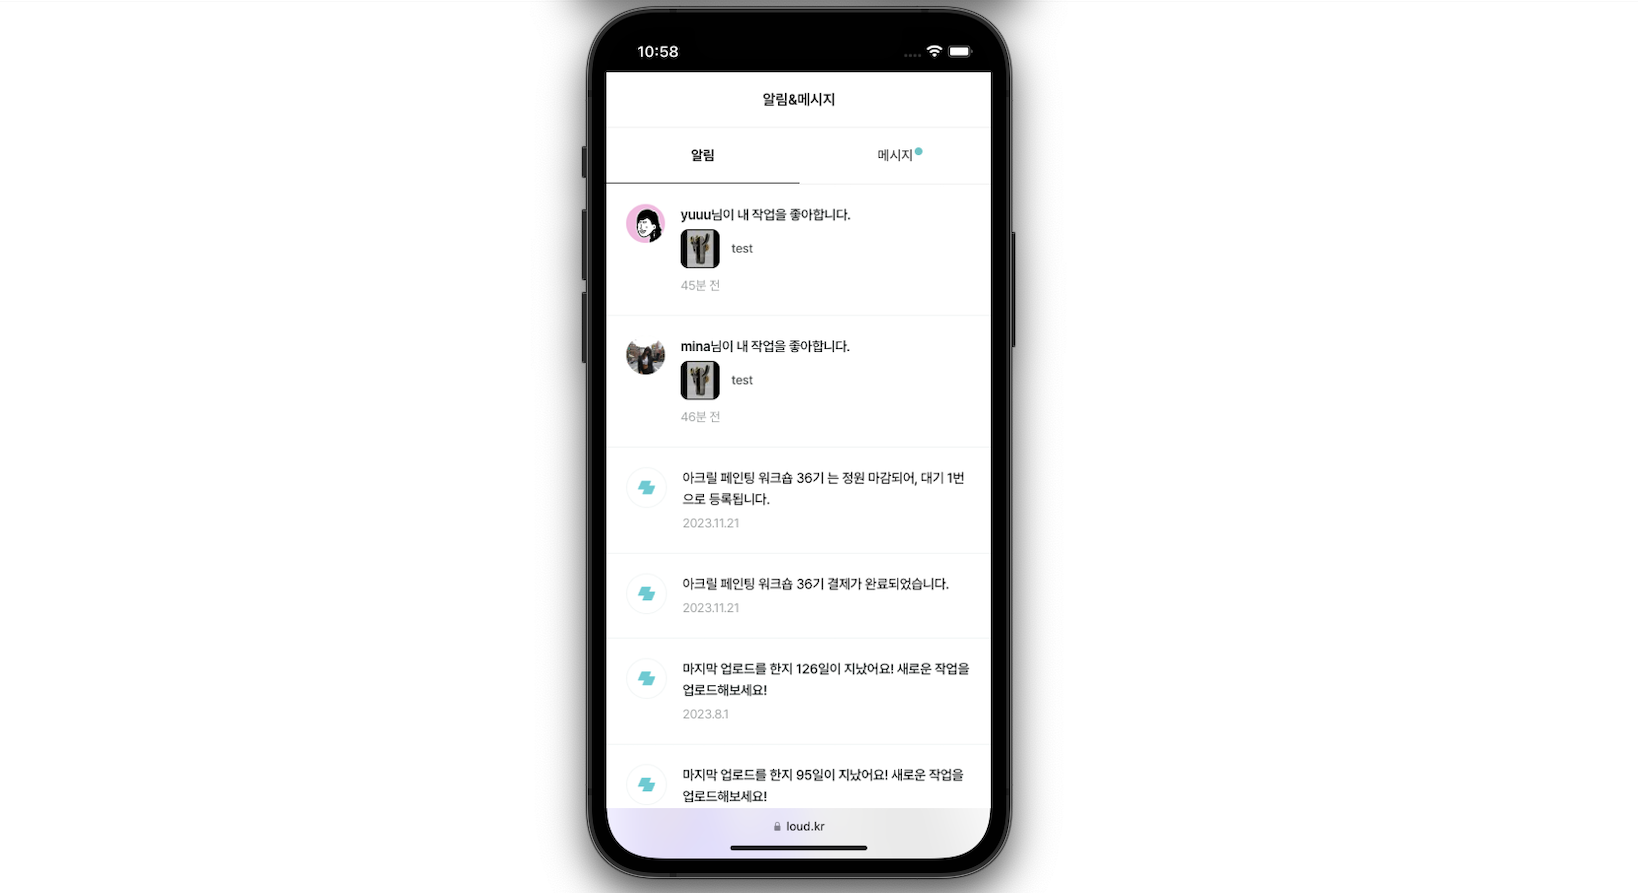 10:58
알림&메시지
알림
메시지
yuuu님이 내 작업을 좋아합니다.
test
45분 전
mina님이 내 작업을 좋아합니다.
test
46분 전
아크릴 페인팅 워크숍 36기 는 정원 마감되어, 대기 1번
으로 등록됩니다.
2023.11.21
아크릴 페인팅 워크숍 36기 결제가 완료되었습니다.
2023.11.21
마지막 업로드를 한지 126일이 지났어요! 새로운 작업을
업로드해보세요!
2023.8.1
마지막 업로드를 한지 95일이 지났어요! 새로운 작업을
업로드해보세요!
loud.kr